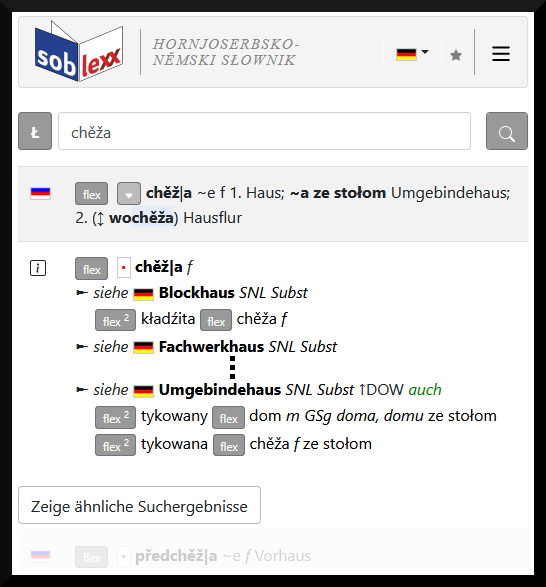 soblexx
HORNJOSERBSKO-
NĚMSKI SŁOWNIK
Ł
chěža
flex chěž|a ~e f 1. Haus; ~a ze stołom Umgebindehaus;
2. (↕ wochěža) Hausflur
i flex chěž|a f
siehe Blockhaus SNL Subst
flex 2 kładźita flex chěža f
siehe Fachwerkhaus SNL Subst
siehe Umgebindehaus SNL Subst ↑DOW auch
flex 2 tykowany flex dom m GSg doma, domu ze stołom
flex 2 tykowana flex chěža f ze stołom
Zeige ähnliche Suchergebnisse
flex předchěž|a ~e f Vorhaus